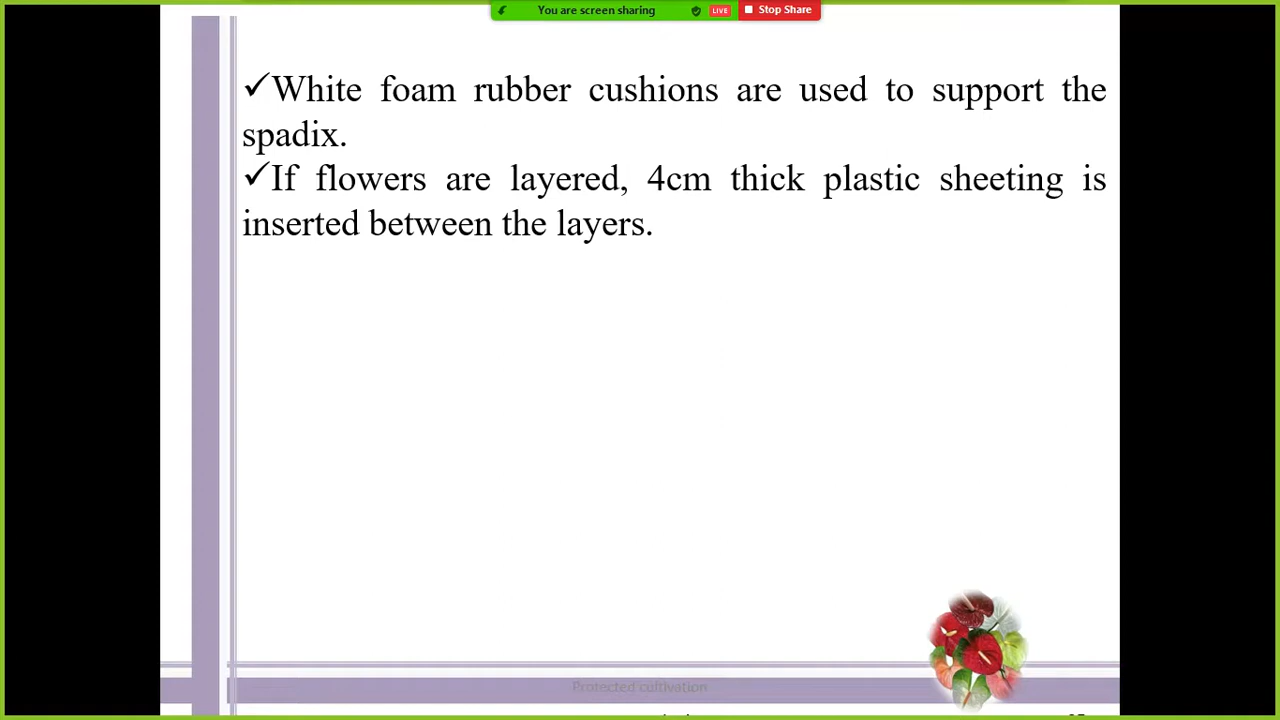 You are screen sharing LIVE Stop Share
✓White foam rubber cushions are used to support the
spadix.
✓If flowers are layered, 4cm thick plastic sheeting is
inserted between the layers.
Protected cultivation